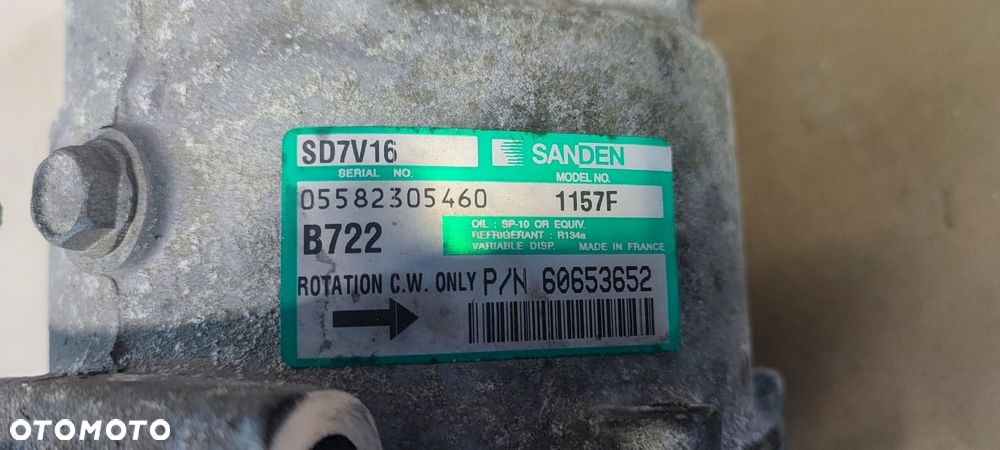 SD7V16 SANDEN
SERIAL NO. MODEL NO.
05582305460 1157F
B722
OIL : SP-10 OR EQUIV.
REFRIGERANT : R134a
VARIABLE DISP. MADE IN FRANCE
ROTATION C.W. ONLY P/N 60653652
OTOMOTO